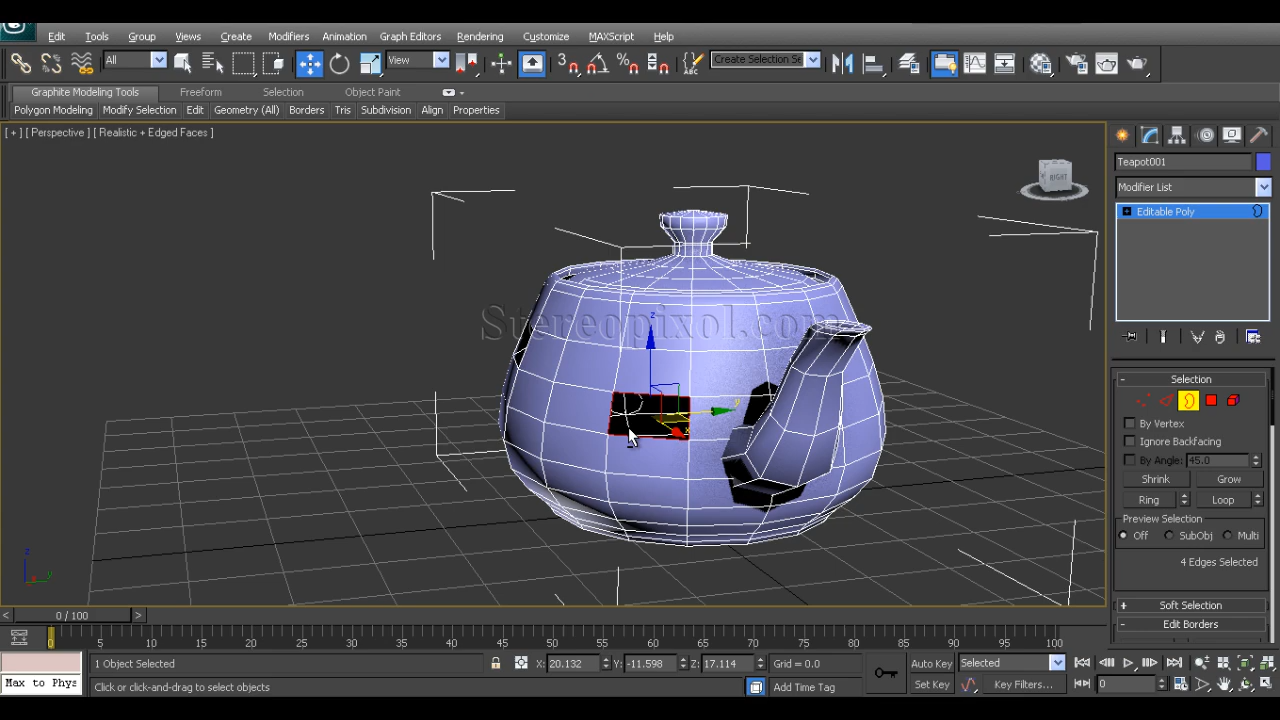 Edit Tools Group Views Create Modifiers Animation Graph Editors Rendering Customize MAXScript Help
All View 3 Create Selection Se
Graphite Modeling Tools Freeform Selection Object Paint
Polygon Modeling Modify Selection Edit Geometry (All) Borders Tris Subdivision Align Properties
[ + ] [ Perspective ] [ Realistic + Edged Faces ]
RIGHT
Teapot001
Modifier List
Editable Poly
Stereopixol.com
z
y
x
- Selection
By Vertex
Ignore Backfacing
By Angle: 45.0
Shrink Grow
Ring Loop
Preview Selection
Off SubObj Multi
4 Edges Selected
+ Soft Selection
- Edit Borders
z
x y
< 0 / 100 >
0 5 10 15 20 25 30 35 40 45 50 55 60 65 70 75 80 85 90 95 100
1 Object Selected X: 20.132 Y: -11.598 Z: 17.114 Grid = 0.0 Auto Key Selected
Max to Phys Click or click-and-drag to select objects Add Time Tag Set Key Key Filters... 0